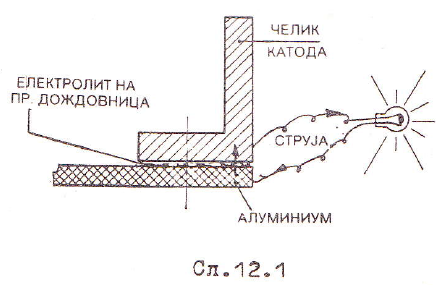 ЧЕЛИК
КАТОДА
ЕЛЕКТРОЛИТ НА
ПР. ДОЖДОВНИЦА
СТРУЈА
АЛУМИНИУМ
Сл.12.1